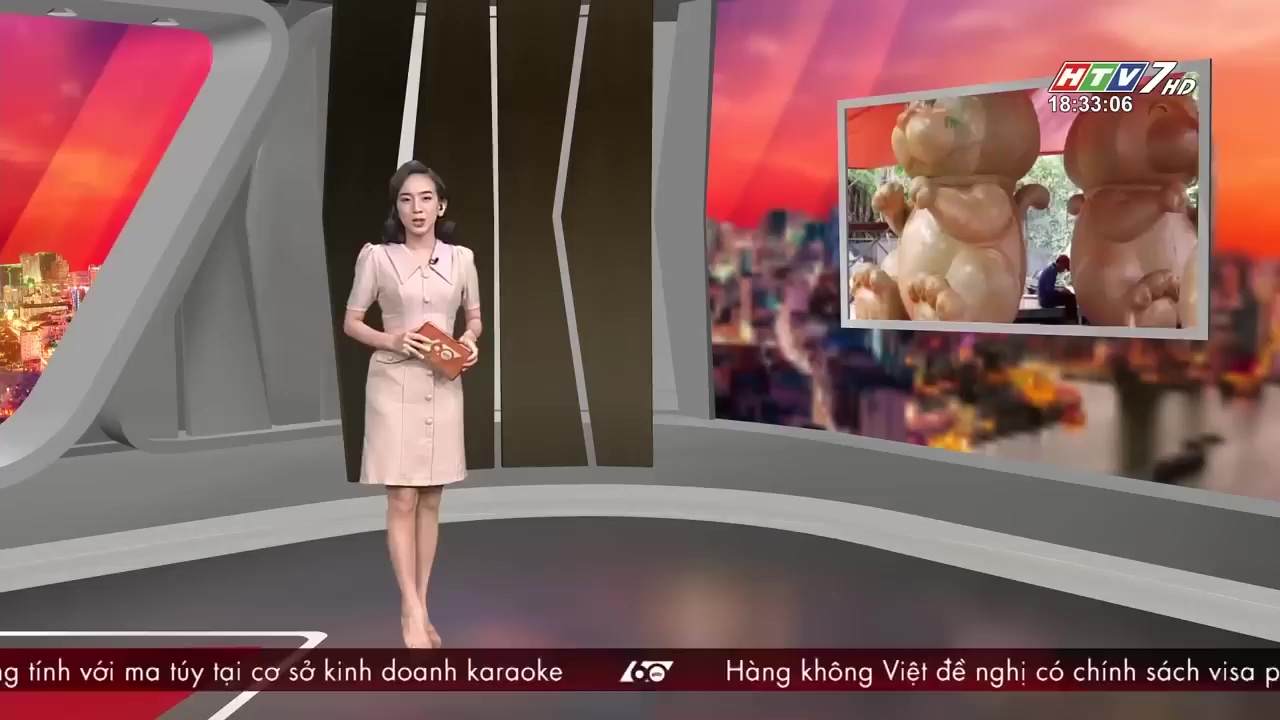 HTV7 HD
18:33:06
tính với ma túy tại cơ sở kinh doanh karaoke 60 Hàng không Việt đề nghị có chính sách visa